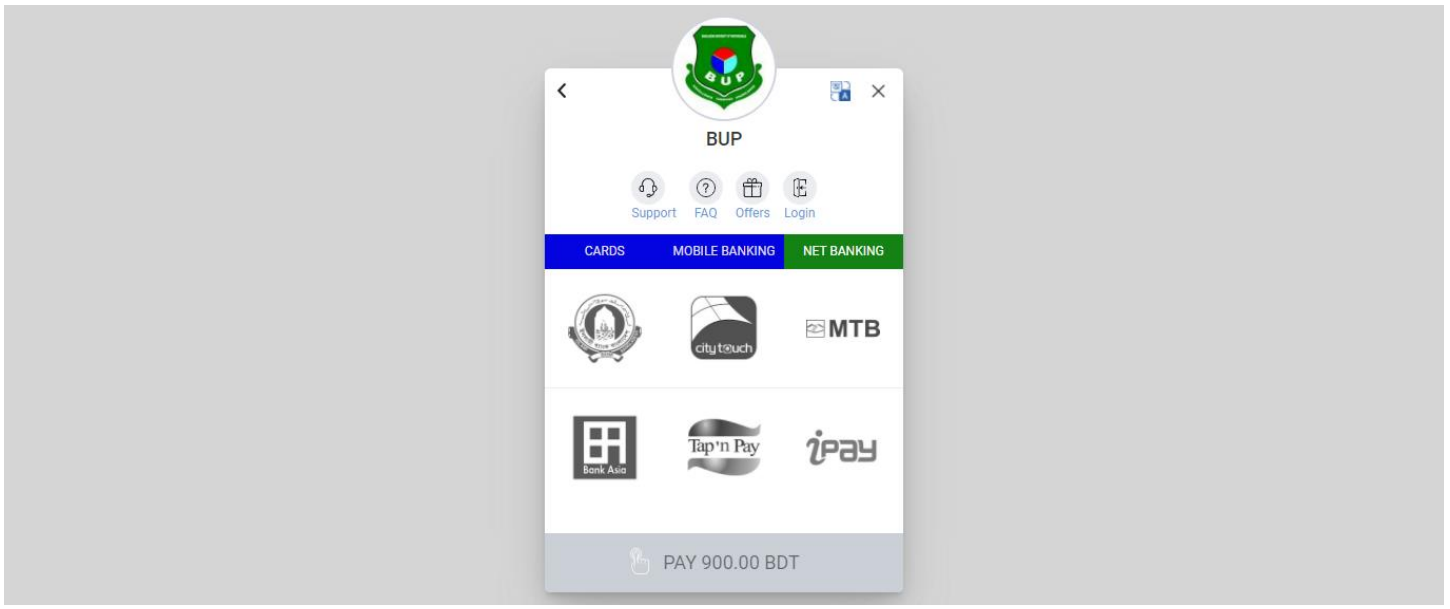 BUP
BUP
Support FAQ Offers Login
CARDS MOBILE BANKING NET BANKING
city touch
MTB
Bank Asia
Tap'n Pay
ipay
PAY 900.00 BDT